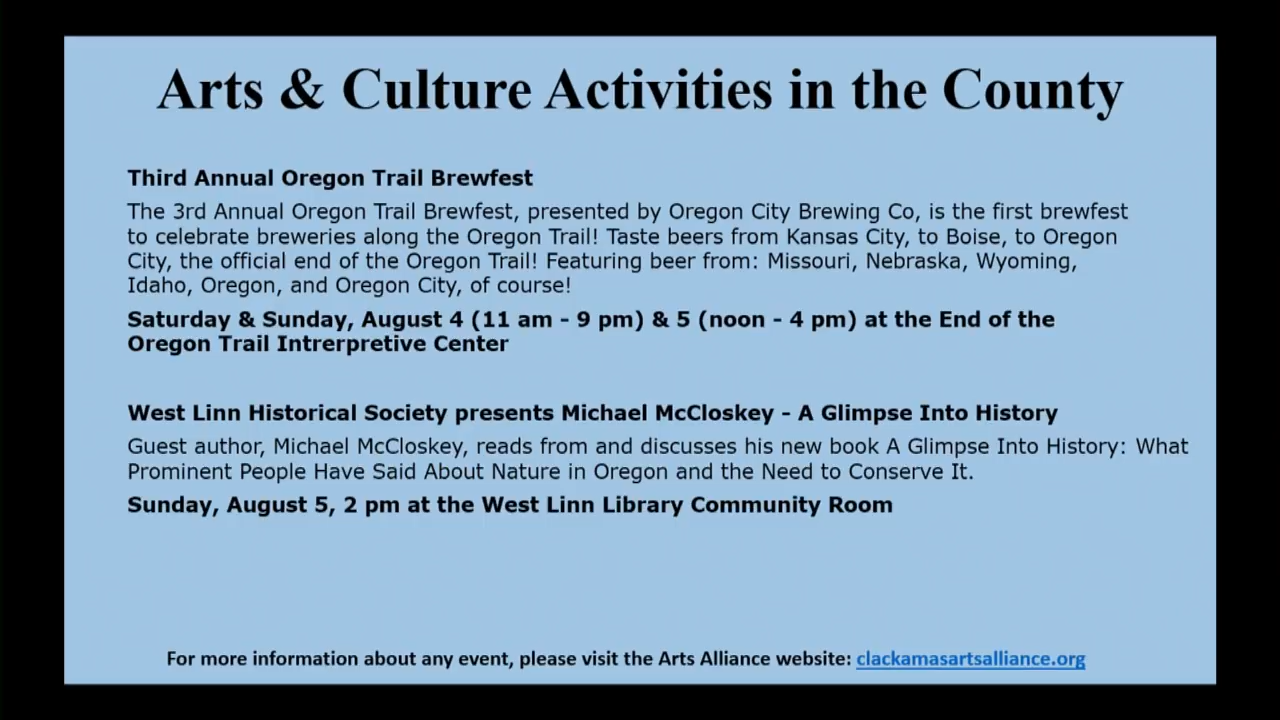 Arts & Culture Activities in the County
Third Annual Oregon Trail Brewfest
The 3rd Annual Oregon Trail Brewfest, presented by Oregon City Brewing Co, is the first brewfest
to celebrate breweries along the Oregon Trail! Taste beers from Kansas City, to Boise, to Oregon
City, the official end of the Oregon Trail! Featuring beer from: Missouri, Nebraska, Wyoming,
Idaho, Oregon, and Oregon City, of course!
Saturday & Sunday, August 4 (11 am - 9 pm) & 5 (noon - 4 pm) at the End of the
Oregon Trail Intrerpretive Center
West Linn Historical Society presents Michael McCloskey - A Glimpse Into History
Guest author, Michael McCloskey, reads from and discusses his new book A Glimpse Into History: What
Prominent People Have Said About Nature in Oregon and the Need to Conserve It.
Sunday, August 5, 2 pm at the West Linn Library Community Room
For more information about any event, please visit the Arts Alliance website: clackamasartsalliance.org